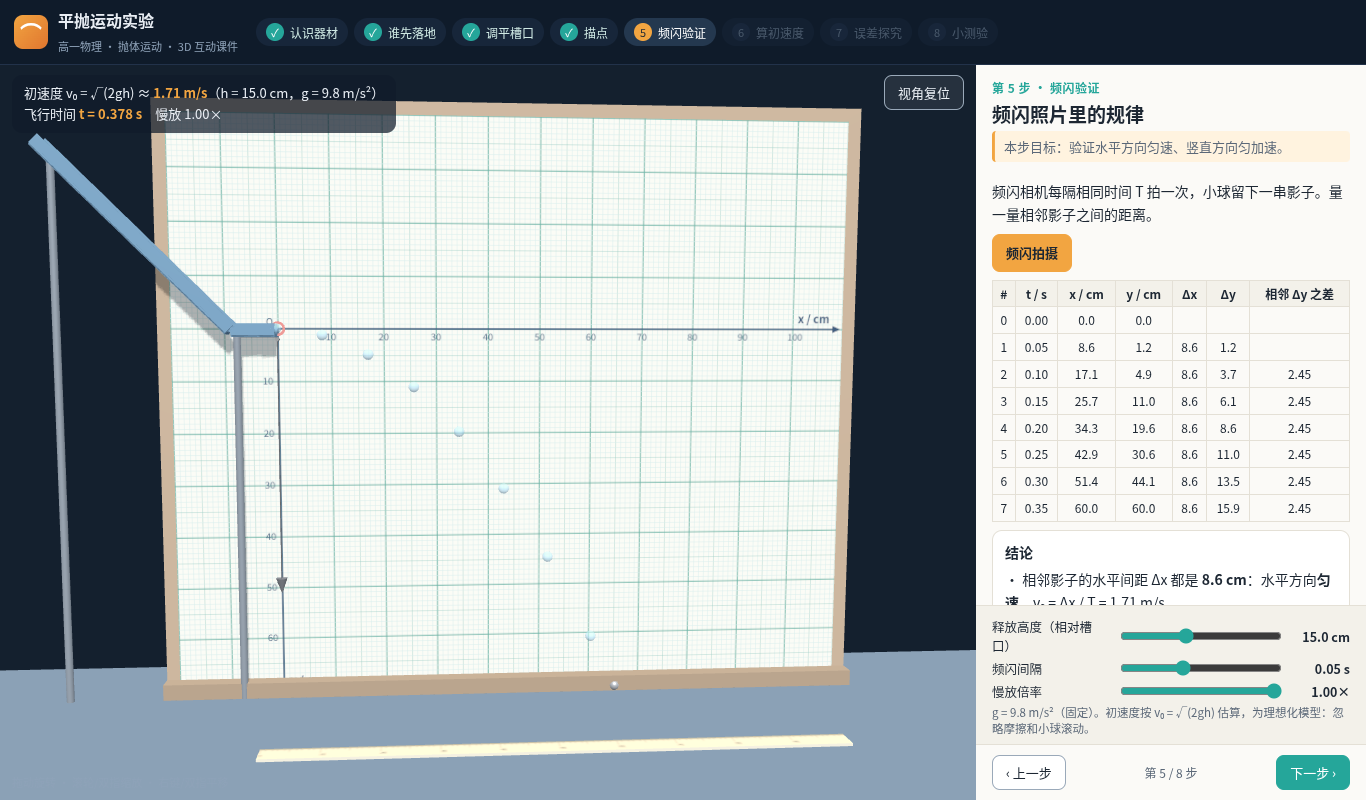 平抛运动实验
高一物理 · 抛体运动 · 3D 互动课件
✓ 认识器材
✓ 谁先落地
✓ 调平槽口
✓ 描点
5 频闪验证
6 算初速度
7 误差探究
8 小测验
初速度 v₀ = √(2gh) ≈ 1.71 m/s（h = 15.0 cm，g = 9.8 m/s²）
飞行时间 t = 0.378 s 慢放 1.00×
视角复位
x / cm
0
10 20 30 40 50 60 70 80 90 100
10
20
30
40
50
60
第 5 步 · 频闪验证
频闪照片里的规律
本步目标：验证水平方向匀速、竖直方向匀加速。
频闪相机每隔相同时间 T 拍一次，小球留下一串影子。量
一量相邻影子之间的距离。
频闪拍摄
# t / s x / cm y / cm Δx Δy 相邻 Δy 之差
0 0.00 0.0 0.0
1 0.05 8.6 1.2 8.6 1.2
2 0.10 17.1 4.9 8.6 3.7 2.45
3 0.15 25.7 11.0 8.6 6.1 2.45
4 0.20 34.3 19.6 8.6 8.6 2.45
5 0.25 42.9 30.6 8.6 11.0 2.45
6 0.30 51.4 44.1 8.6 13.5 2.45
7 0.35 60.0 60.0 8.6 15.9 2.45
结论
· 相邻影子的水平间距 Δx 都是 8.6 cm：水平方向匀
速，v₀ = Δx / T = 1.71 m/s
释放高度（相对槽
口） 15.0 cm
频闪间隔 0.05 s
慢放倍率 1.00×
g = 9.8 m/s²（固定）。初速度按 v₀ = √(2gh) 估算，为理想化模型：忽
略摩擦和小球滚动。
‹ 上一步
第 5 / 8 步
下一步 ›